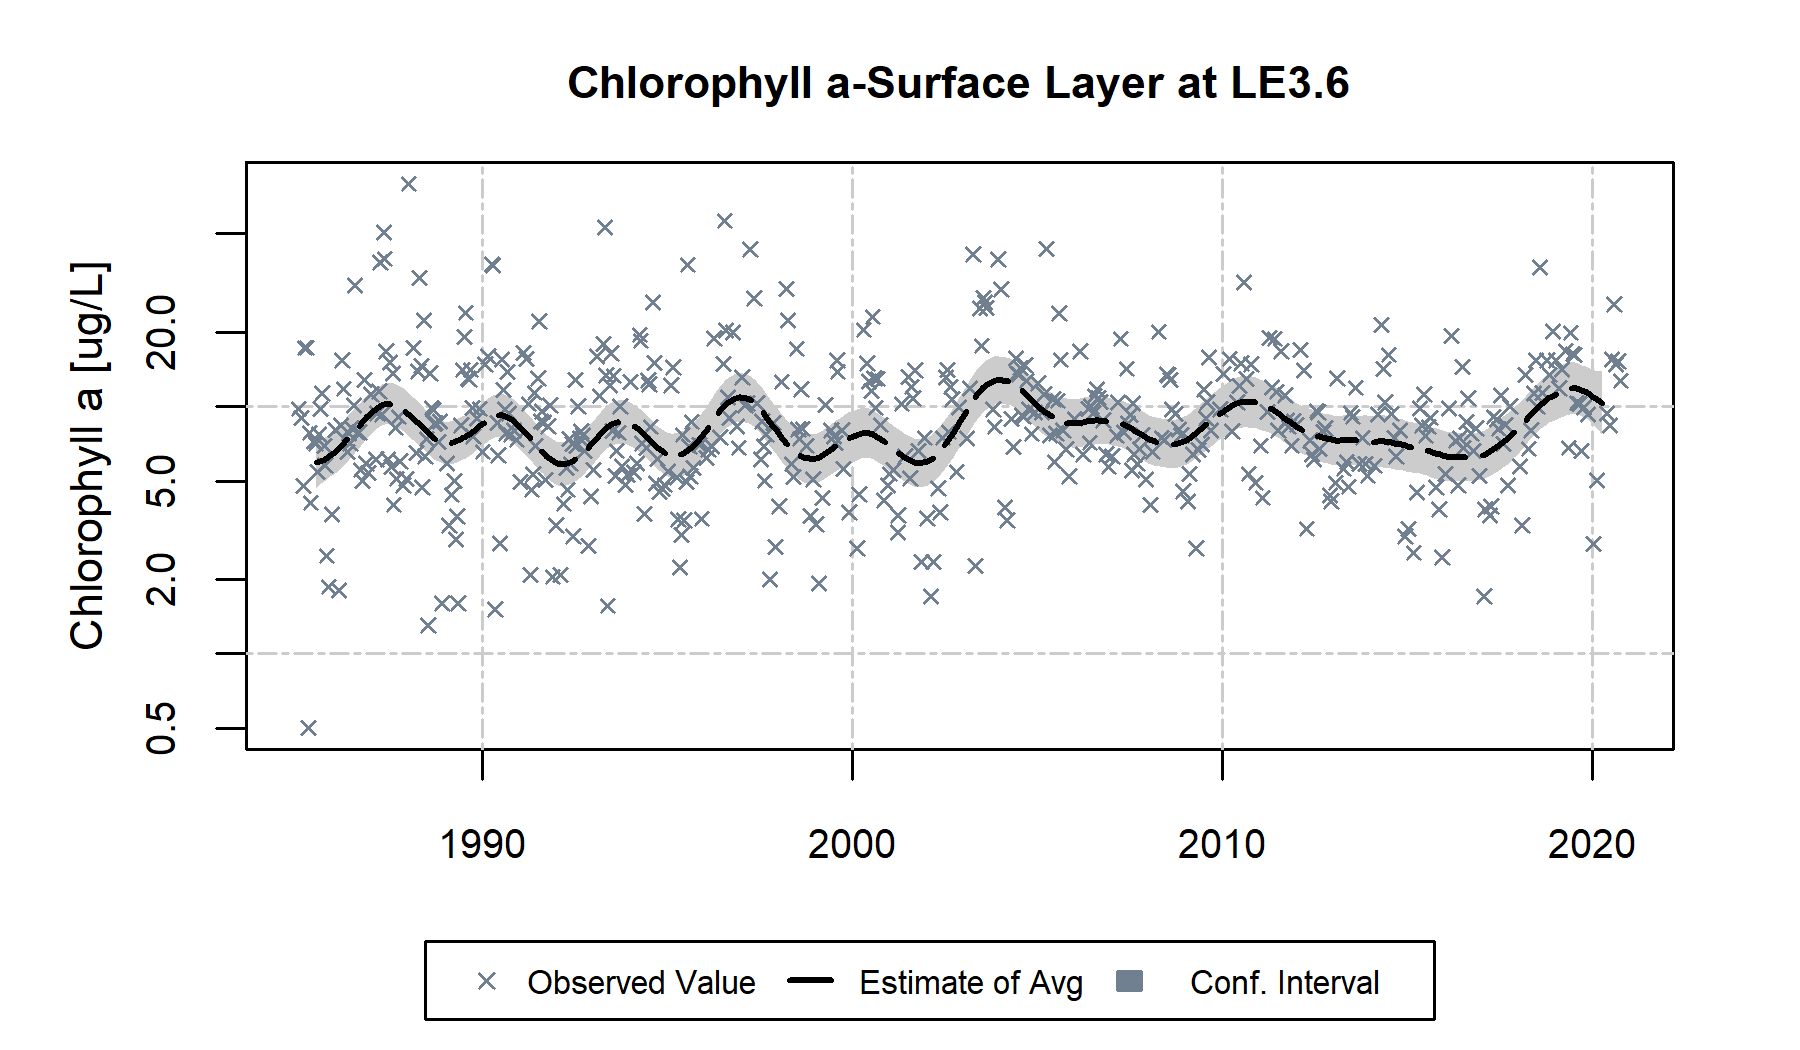 Chlorophyll a-Surface Layer at LE3.6
Chlorophyll a [ug/L]
20.0
5.0
2.0
0.5
1990 2000 2010 2020
Observed Value Estimate of Avg Conf. Interval